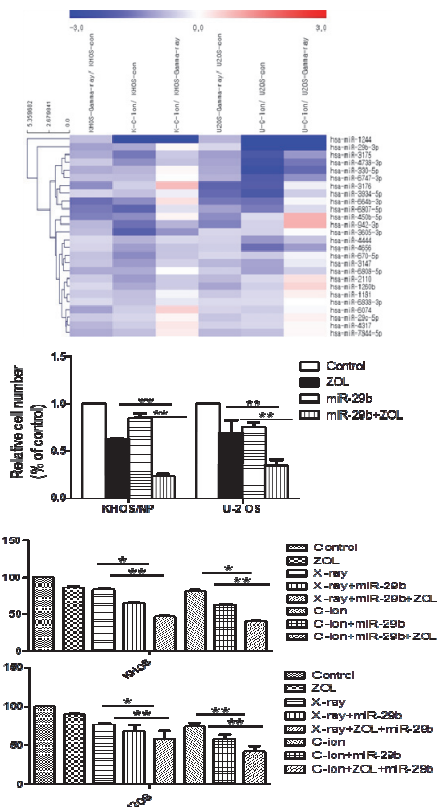 -3.0 0.0 3.0
KHOS-Gamma-ray/ KHOS-con
K-C-ion/ KHOS-con
K-C-ion/ KHOS-Gamma-ray
U2OS-Gamma-ray/ U2OS-con
U-C-ion/ U2OS-con
U-C-ion/ U2OS-Gamma-ray
0.0
hsa-miR-1244
hsa-miR-29b-3p
hsa-miR-3175
hsa-miR-4738-3p
hsa-miR-330-5p
hsa-miR-6747-3p
hsa-miR-3176
hsa-miR-3934-5p
hsa-miR-664b-3p
hsa-miR-6807-5p
hsa-miR-450b-5p
hsa-miR-942-3p
hsa-miR-3605-3p
hsa-miR-4444
hsa-miR-4656
hsa-miR-670-5p
hsa-miR-3147
hsa-miR-6808-5p
hsa-miR-2110
hsa-miR-1260b
hsa-miR-1181
hsa-miR-6838-3p
hsa-miR-6074
hsa-miR-29c-5p
hsa-miR-4317
hsa-miR-7844-5p
Relative cell number
(% of control)
1.5
1.0
0.5
0.0
** ** ** **
KHOS/NP U-2 OS
Control
ZOL
miR-29b
miR-29b+ZOL
150
100
50
0
* ** * **
KHOS
Control
ZOL
X-ray
X-ray+miR-29b
X-ray+miR-29b+ZOL
C-ion
C-ion+miR-29b
C-ion+miR-29b+ZOL
100
50
0
* ** ** **
Control
ZOL
X-ray
X-ray+miR-29b
X-ray+ZOL+miR-29b
C-ion
C-ion+miR-29b
C-ion+ZOL+miR-29b